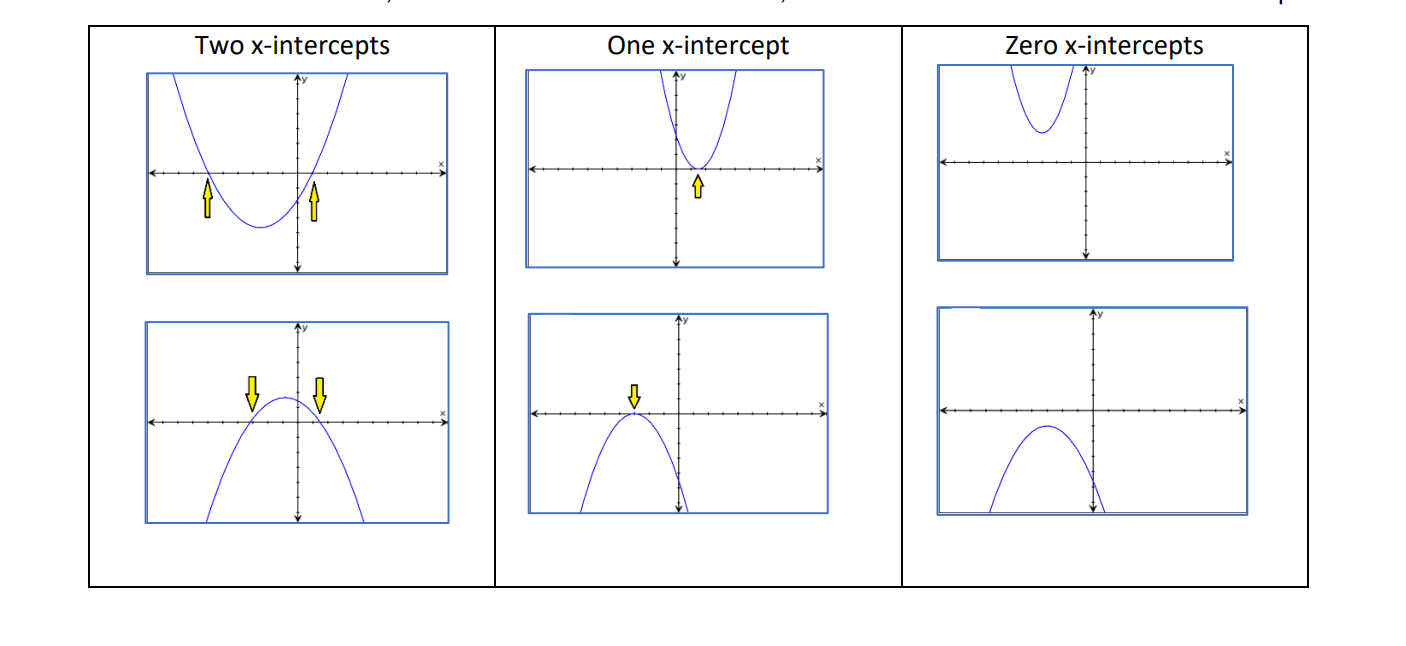 Two x-intercepts
One x-intercept
Zero x-intercepts
y
x
y
x
y
x
y
x
y
x
y
x